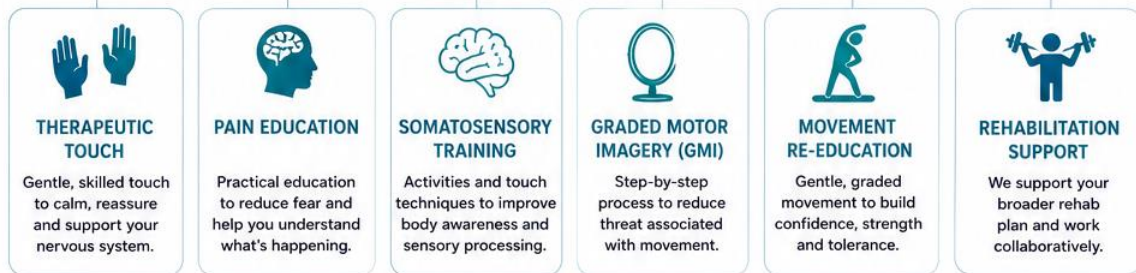 THERAPEUTIC
TOUCH
Gentle, skilled touch
to calm, reassure
and support your
nervous system.
PAIN EDUCATION
Practical education
to reduce fear and
help you understand
what's happening.
SOMATOSENSORY
TRAINING
Activities and touch
techniques to improve
body awareness and
sensory processing.
GRADED MOTOR
IMAGERY (GMI)
Step-by-step
process to reduce
threat associated
with movement.
MOVEMENT
RE-EDUCATION
Gentle, graded
movement to build
confidence, strength
and tolerance.
REHABILITATION
SUPPORT
We support your
broader rehab
plan and work
collaboratively.